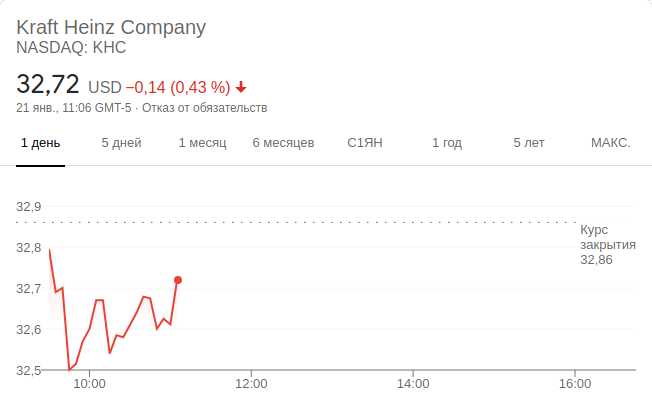 Kraft Heinz Company
NASDAQ: KHC
32,72 USD −0,14 (0,43 %)
21 янв., 11:06 GMT-5 · Отказ от обязательств
1 день 5 дней 1 месяц 6 месяцев С1ЯН 1 год 5 лет МАКС.
32,9
Курс
закрытия
32,86
32,8
32,7
32,6
32,5
10:00 12:00 14:00 16:00